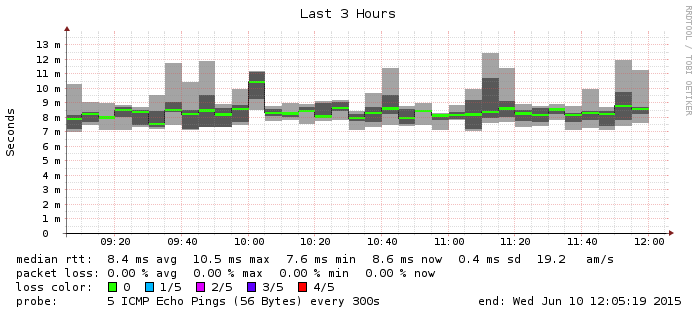 Last 3 Hours
RRDTOOL / TOBI OETIKER
Seconds
13 m
12 m
11 m
10 m
9 m
8 m
7 m
6 m
5 m
4 m
3 m
2 m
1 m
0 m
09:20 09:40 10:00 10:20 10:40 11:00 11:20 11:40 12:00
median rtt: 8.4 ms avg 10.5 ms max 7.6 ms min 8.6 ms now 0.4 ms sd 19.2 am/s
packet loss: 0.00 % avg 0.00 % max 0.00 % min 0.00 % now
loss color: 0 1/5 2/5 3/5 4/5
probe: 5 ICMP Echo Pings (56 Bytes) every 300s end: Wed Jun 10 12:05:19 2015